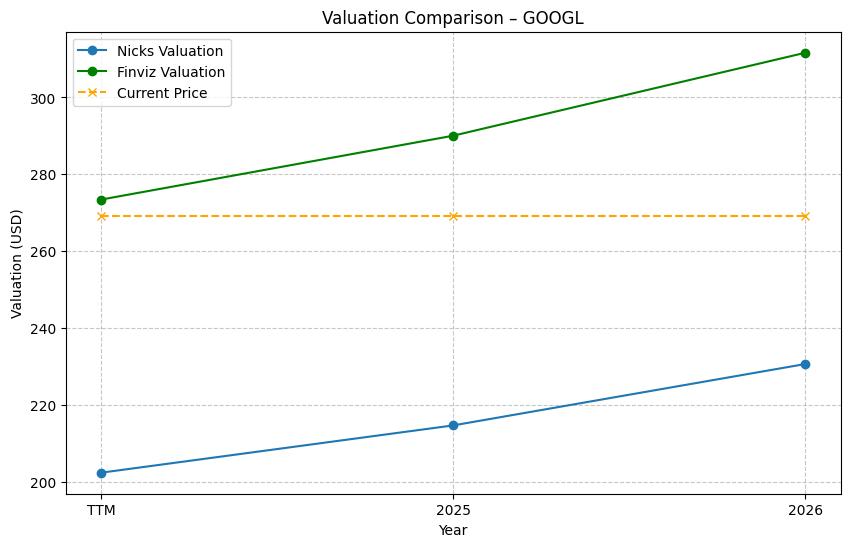 Valuation Comparison – GOOGL
Nicks Valuation
Finviz Valuation
Current Price
Valuation (USD)
300
280
260
240
220
200
TTM
2025
2026
Year